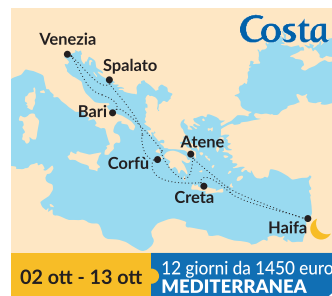 Costa
Venezia
Spalato
Bari
Atene
Corfù
Creta
Haifa
02 ott - 13 ott
12 giorni da 1450 euro
MEDITERRANEA